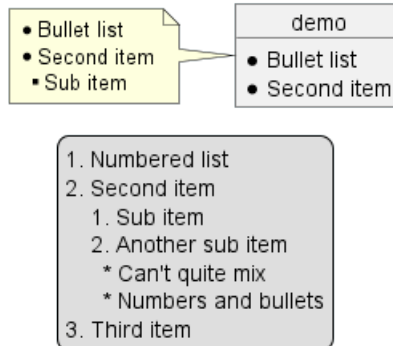 • Bullet list
• Second item
▪ Sub item
demo
• Bullet list
• Second item
1. Numbered list
2. Second item
1. Sub item
2. Another sub item
* Can't quite mix
* Numbers and bullets
3. Third item